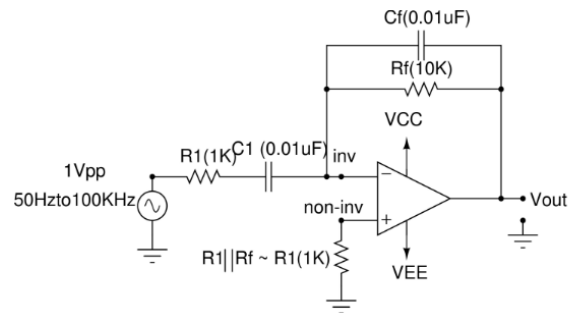 Cf(0.01uF)
Rf(10K)
VCC
R1(1K)
C1 (0.01uF)
inv
1Vpp
50Hzto100KHz
non-inv
−
+
Vout
R1||Rf ~ R1(1K)
VEE